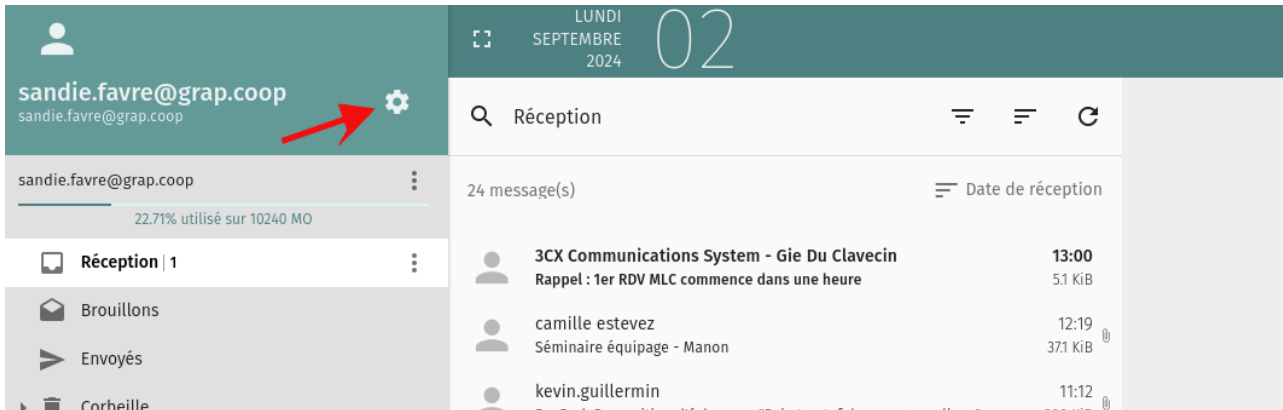 sandie.favre@grap.coop
sandie.favre@grap.coop
sandie.favre@grap.coop
22.71% utilisé sur 10240 MO
Réception | 1
Brouillons
Envoyés
Corbeille
LUNDI
SEPTEMBRE
2024
02
Réception
24 message(s)
Date de réception
3CX Communications System - Gie Du Clavecin 13:00
Rappel : 1er RDV MLC commence dans une heure 5.1 KiB
camille estevez 12:19
Séminaire équipage - Manon 37.1 KiB
kevin.guillermin 11:12